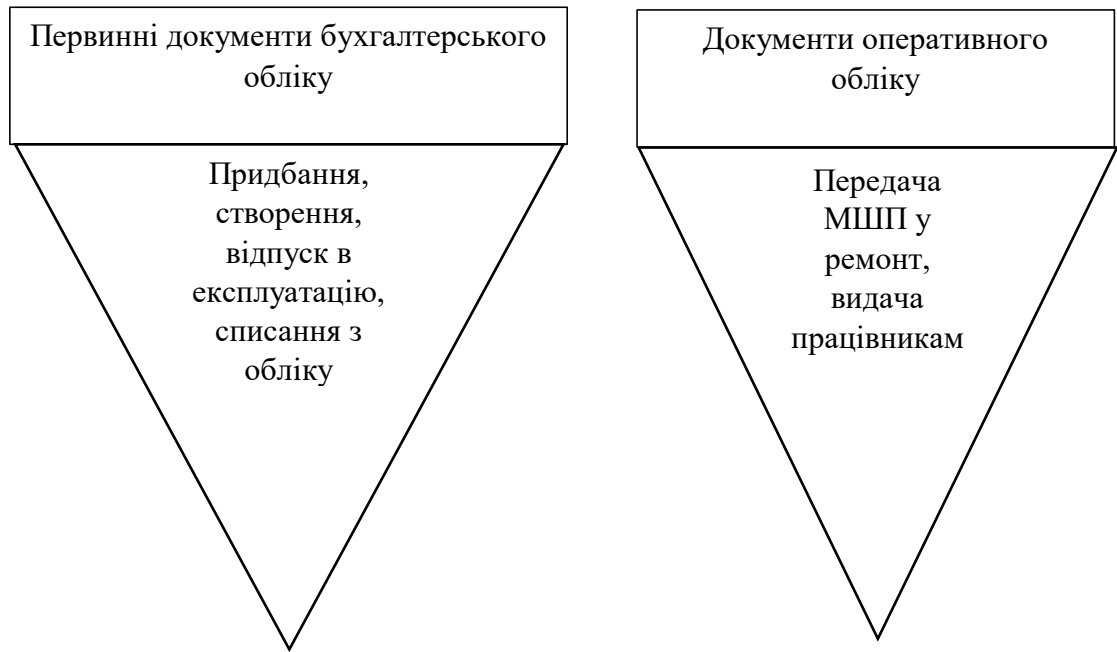 Первинні документи бухгалтерського
обліку
Придбання,
створення,
відпуск в
експлуатацію,
списання з
обліку
Документи оперативного
обліку
Передача
МШП у
ремонт,
видача
працівникам